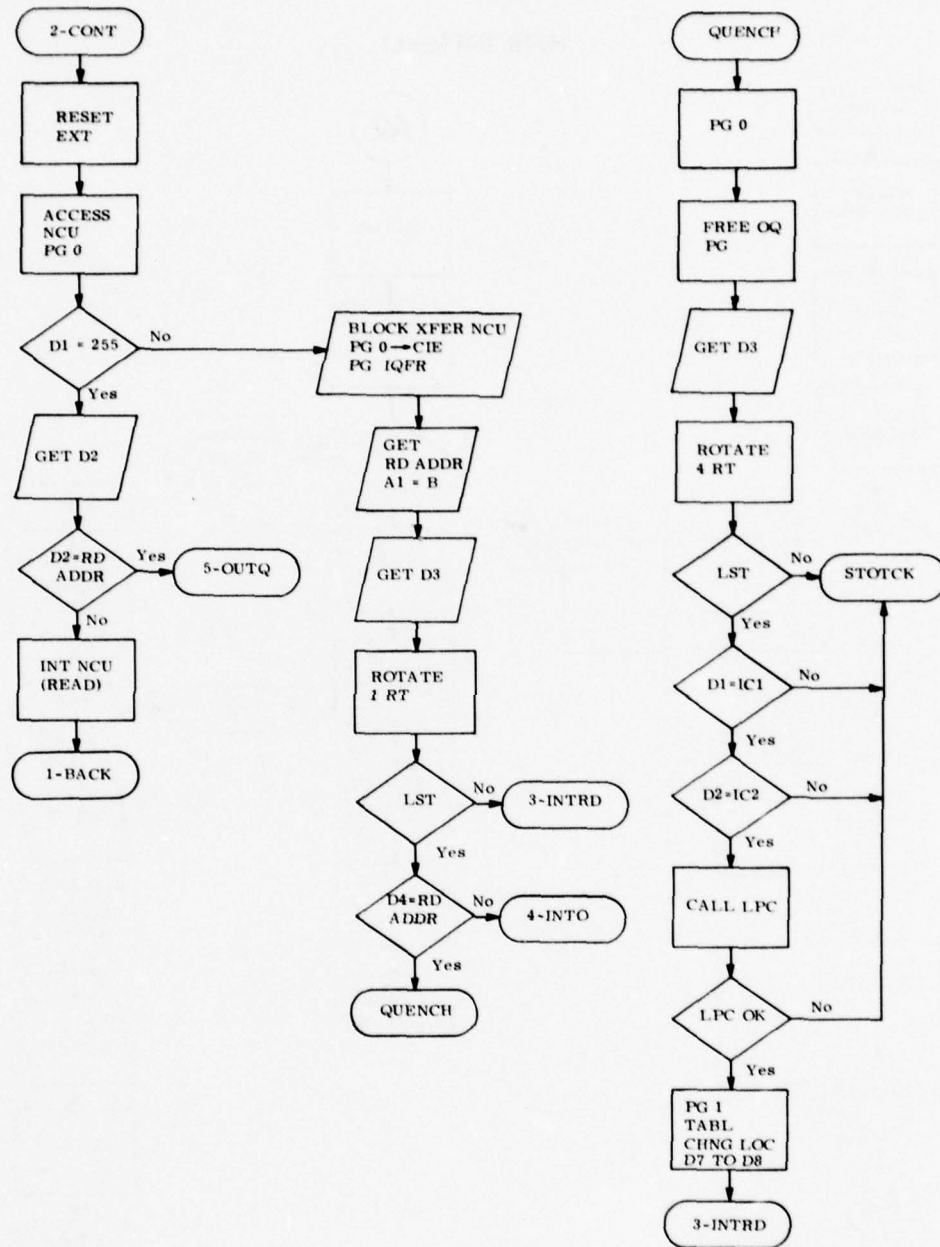 2-CONT
RESET
EXT
ACCESS
NCU
PG 0
D1 = 255
No
Yes
GET D2
D2=RD
ADDR
Yes
5-OUTQ
No
INT NCU
(READ)
1-BACK
BLOCK XFER NCU
PG 0→CIE
PG IQFR
GET
RD ADDR
A1 = B
GET D3
ROTATE
1 RT
LST
No
3-INTRD
Yes
D4=RD
ADDR
No
4-INTO
Yes
QUENCH
QUENCH
PG 0
FREE OQ
PG
GET D3
ROTATE
4 RT
LST
No
STOTCK
Yes
D1=IC1
No
Yes
D2=IC2
No
Yes
CALL LPC
LPC OK
No
Yes
PG 1
TABL
CHNG LOC
D7 TO D8
3-INTRD